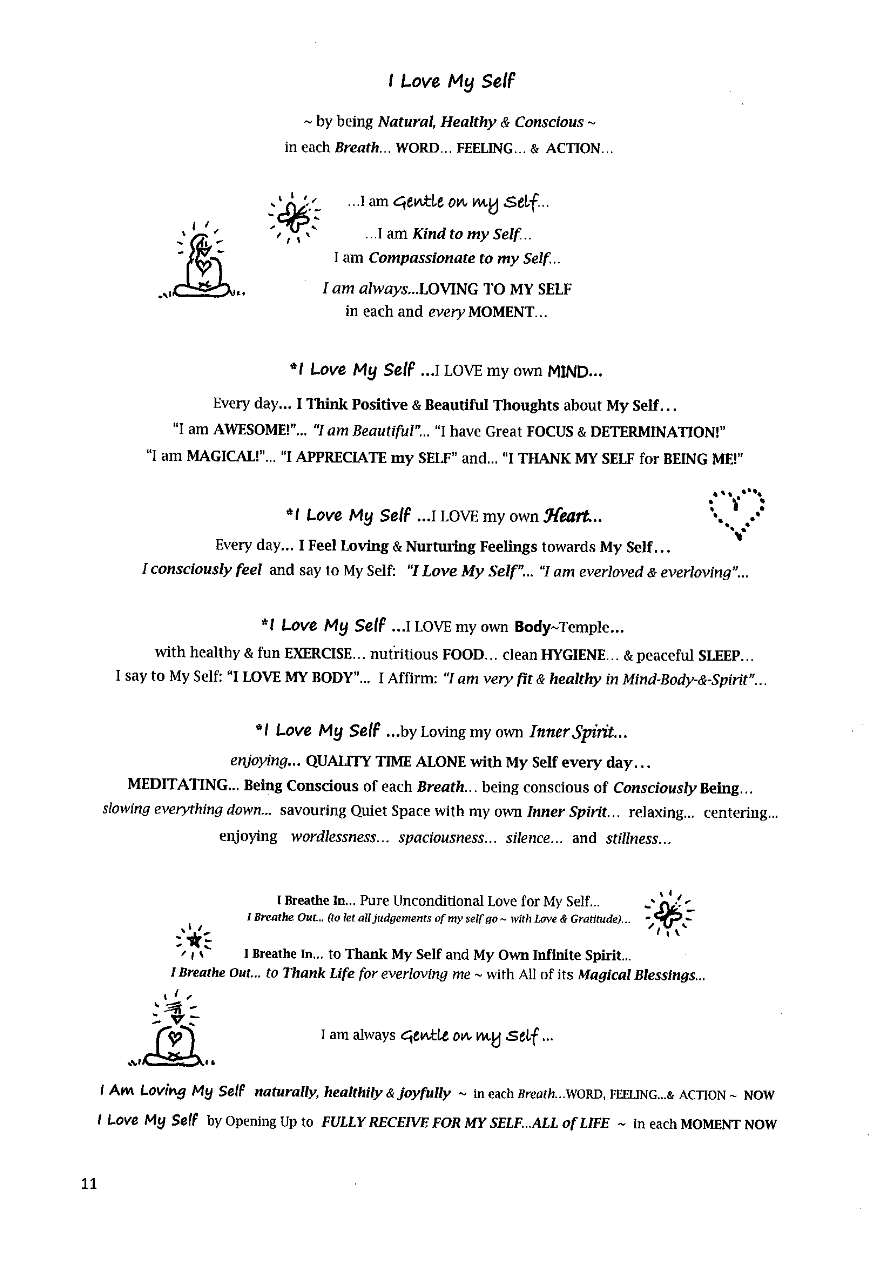 I Love My Self
~ by being Natural, Healthy & Conscious ~
in each Breath... WORD... FEELING... & ACTION...
...I am Gentle on my Self...
...I am Kind to my Self...
I am Compassionate to my Self...
I am always...LOVING TO MY SELF
in each and every MOMENT...
*I Love My Self ...I LOVE my own MIND...
Every day... I Think Positive & Beautiful Thoughts about My Self...
“I am AWESOME!”... “I am Beautiful”... “I have Great FOCUS & DETERMINATION!”
“I am MAGICAL!”... “I APPRECIATE my SELF” and... “I THANK MY SELF for BEING ME!”
*I Love My Self ...I LOVE my own Heart...
Every day... I Feel Loving & Nurturing Feelings towards My Self...
I consciously feel and say to My Self: “I Love My Self”... “I am everloved & everloving”...
*I Love My Self ...I LOVE my own Body~Temple...
with healthy & fun EXERCISE... nutritious FOOD... clean HYGIENE... & peaceful SLEEP...
I say to My Self: “I LOVE MY BODY”... I Affirm: “I am very fit & healthy in Mind-Body-&-Spirit”...
*I Love My Self ...by Loving my own Inner Spirit...
enjoying... QUALITY TIME ALONE with My Self every day...
MEDITATING... Being Conscious of each Breath... being conscious of Consciously Being...
slowing everything down... savouring Quiet Space with my own Inner Spirit... relaxing... centering...
enjoying wordlessness... spaciousness... silence... and stillness...
I Breathe In... Pure Unconditional Love for My Self...
I Breathe Out... (to let all judgements of my self go ~ with Love & Gratitude)...
I Breathe In... to Thank My Self and My Own Infinite Spirit...
I Breathe Out... to Thank Life for everloving me ~ with All of its Magical Blessings...
I am always Gentle on my Self...
I Am Loving My Self naturally, healthily & joyfully ~ in each Breath...WORD, FEELING...& ACTION ~ NOW
I Love My Self by Opening Up to FULLY RECEIVE FOR MY SELF...ALL of LIFE ~ in each MOMENT NOW
11